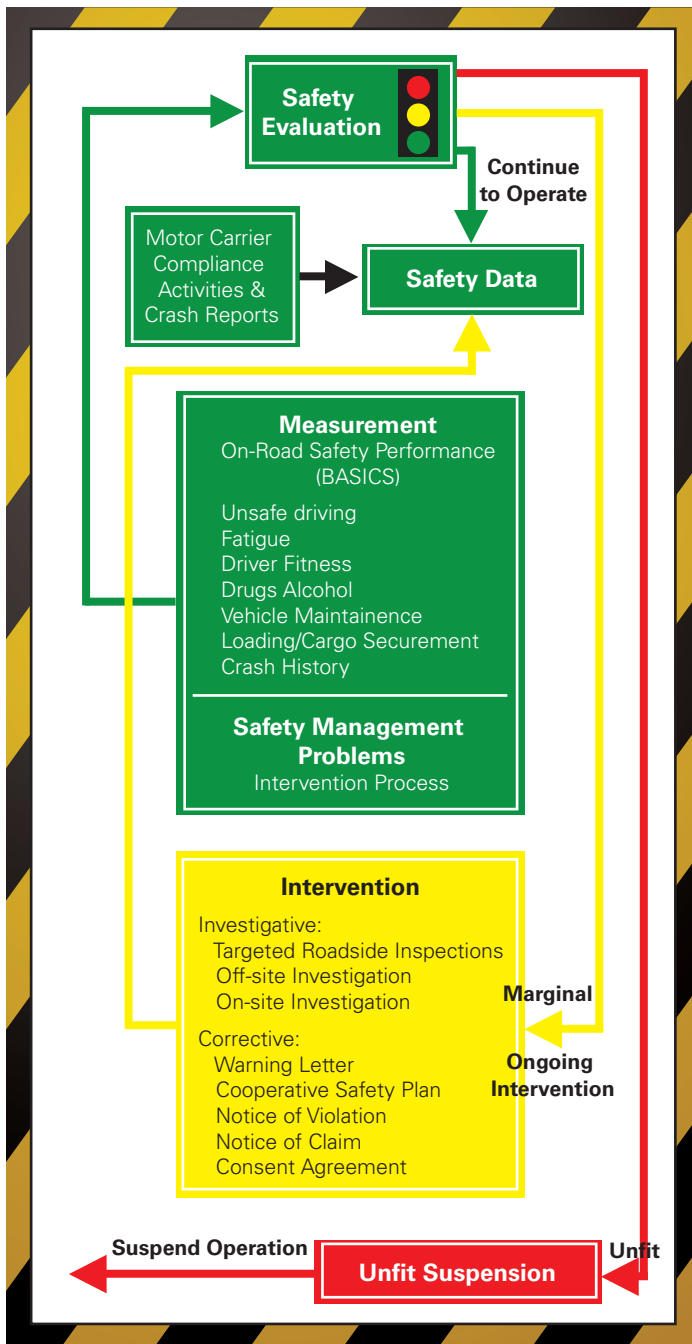 Safety
Evaluation
Continue
to Operate
Motor Carrier
Compliance
Activities &
Crash Reports
Safety Data
Measurement
On-Road Safety Performance
(BASICS)
Unsafe driving
Fatigue
Driver Fitness
Drugs Alcohol
Vehicle Maintainence
Loading/Cargo Securement
Crash History
Safety Management
Problems
Intervention Process
Intervention
Investigative:
Targeted Roadside Inspections
Off-site Investigation
On-site Investigation
Corrective:
Warning Letter
Cooperative Safety Plan
Notice of Violation
Notice of Claim
Consent Agreement
Marginal
Ongoing
Intervention
Suspend Operation
Unfit Suspension
Unfit